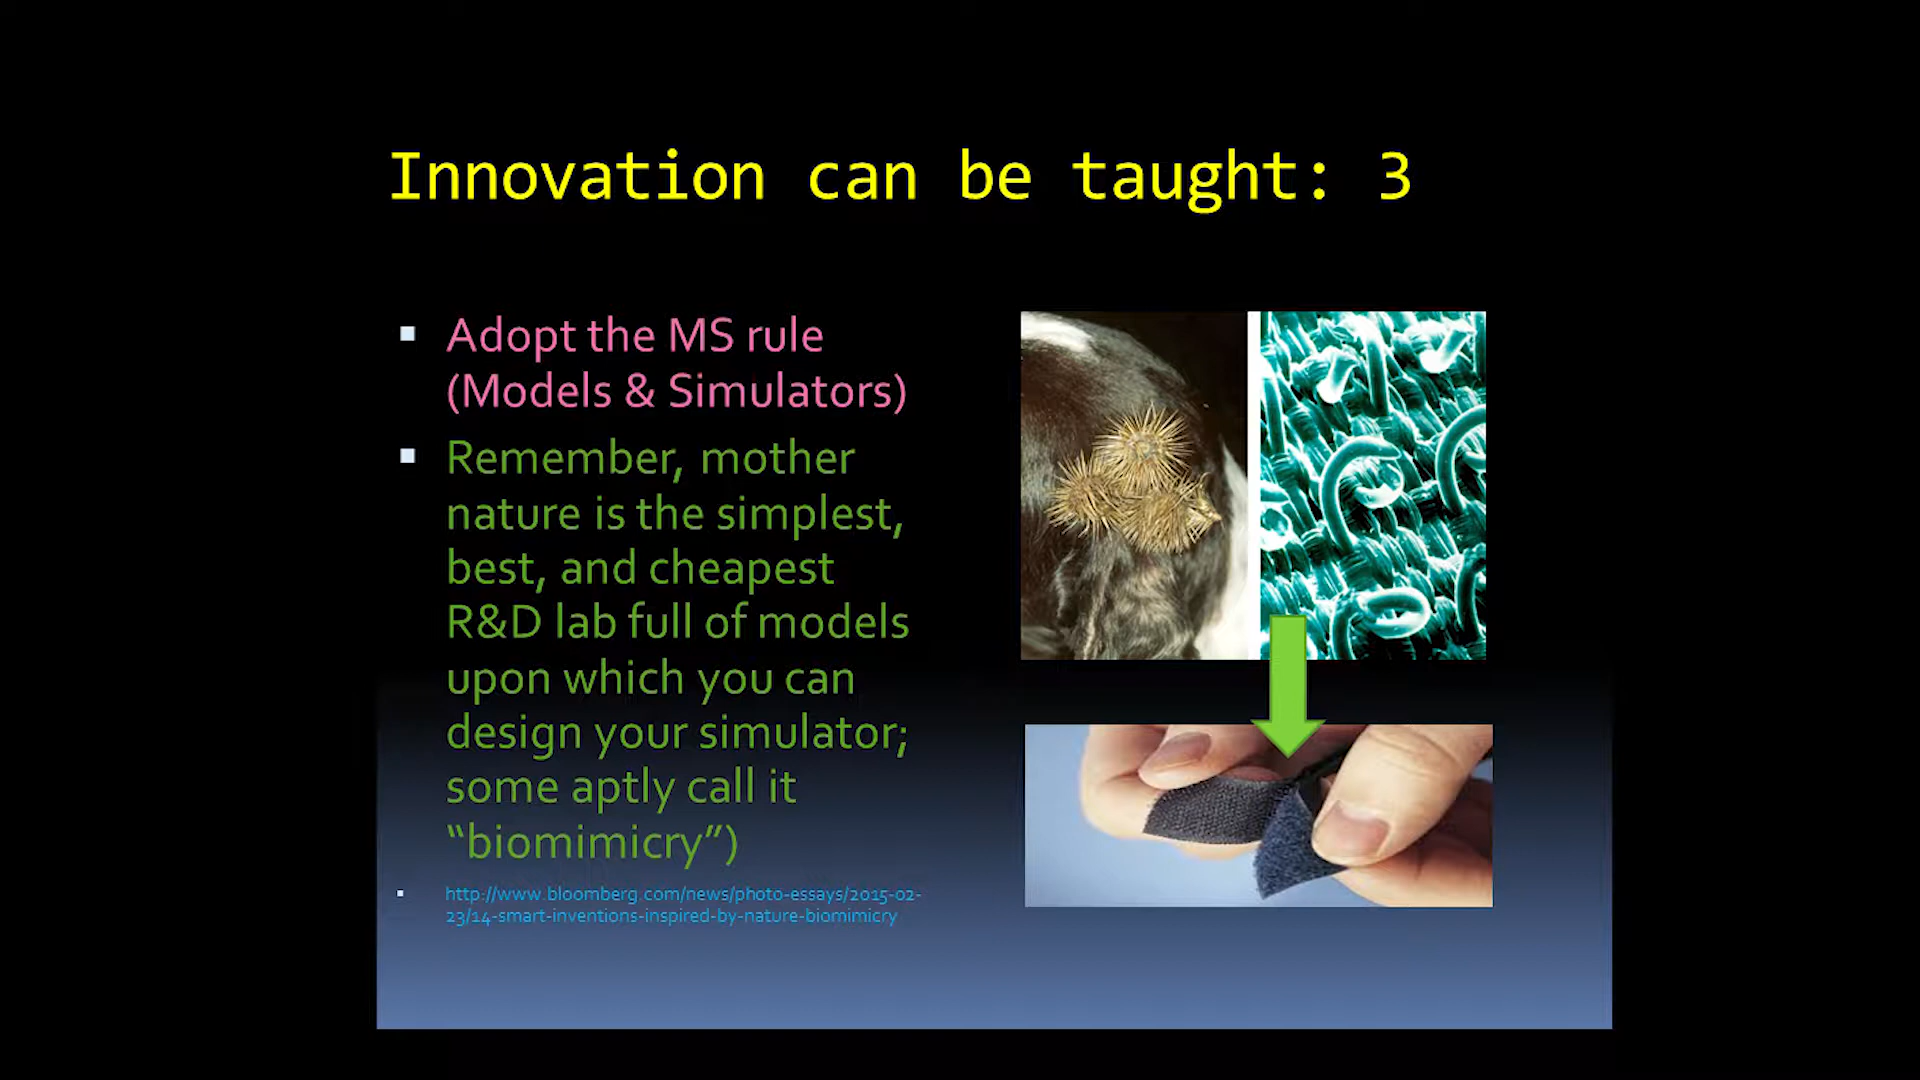 Innovation can be taught: 3
Adopt the MS rule
(Models & Simulators)
Remember, mother
nature is the simplest,
best, and cheapest
R&D lab full of models
upon which you can
design your simulator;
some aptly call it
“biomimicry”)
http://www.bloomberg.com/news/photo-essays/2015-02-
23/14-smart-inventions-inspired-by-nature-biomimicry